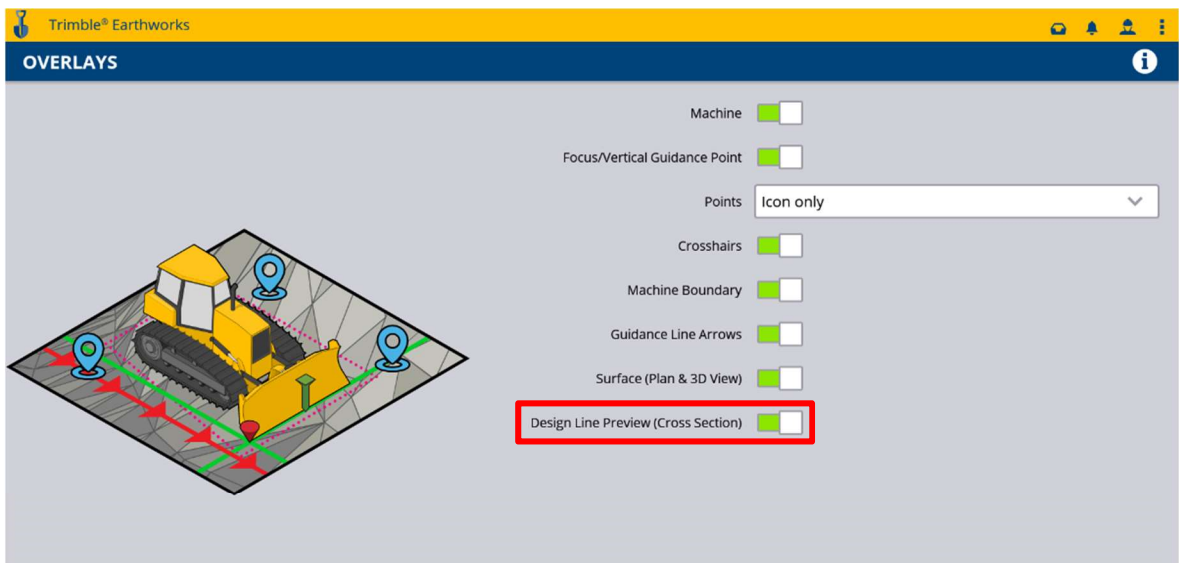 Trimble® Earthworks
OVERLAYS
Machine
Focus/Vertical Guidance Point
Points Icon only
Crosshairs
Machine Boundary
Guidance Line Arrows
Surface (Plan & 3D View)
Design Line Preview (Cross Section)